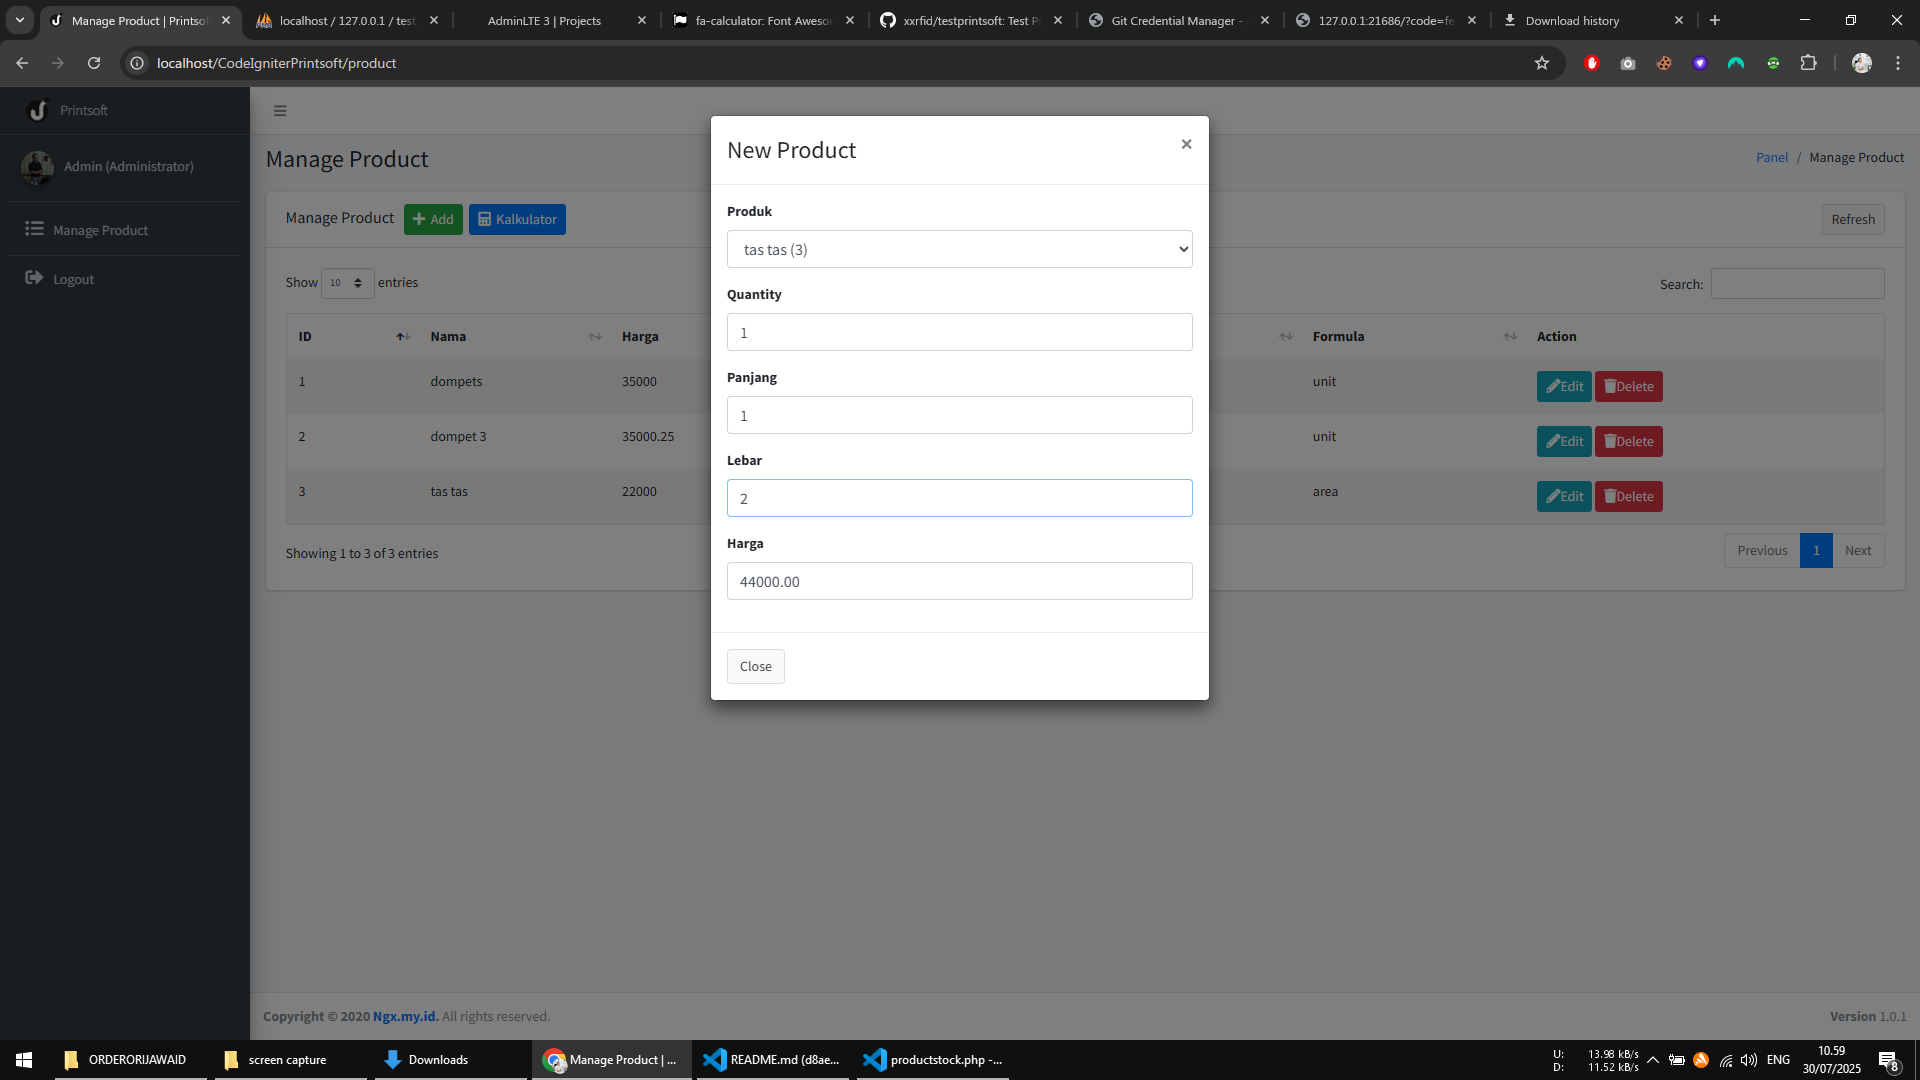 Manage Product | Printsof
localhost / 127.0.0.1 / test
AdminLTE 3 | Projects
fa-calculator: Font Aweso
xxrfid/testprintsoft: Test P
Git Credential Manager -
127.0.0.1:21686/?code=fe
Download history
localhost/CodeIgniterPrintsoft/product
Printsoft
Admin (Administrator)
Manage Product
Logout
Manage Product
Panel / Manage Product
Manage Product
Add
Kalkulator
Refresh
Show 10 entries
Search:
ID Nama Harga Formula Action
1 dompets 35000 unit Edit Delete
2 dompet 3 35000.25 unit Edit Delete
3 tas tas 22000 area Edit Delete
Showing 1 to 3 of 3 entries
Previous 1 Next
New Product
×
Produk
tas tas (3)
Quantity
1
Panjang
1
Lebar
2
Harga
44000.00
Close
Copyright © 2020 Ngx.my.id. All rights reserved.
Version 1.0.1
ORDERORIJAWAID
screen capture
Downloads
Manage Product | ...
README.md (d8ae...
productstock.php -...
U: 13.98 kB/s
D: 11.52 kB/s
ENG
10.59
30/07/2025
8